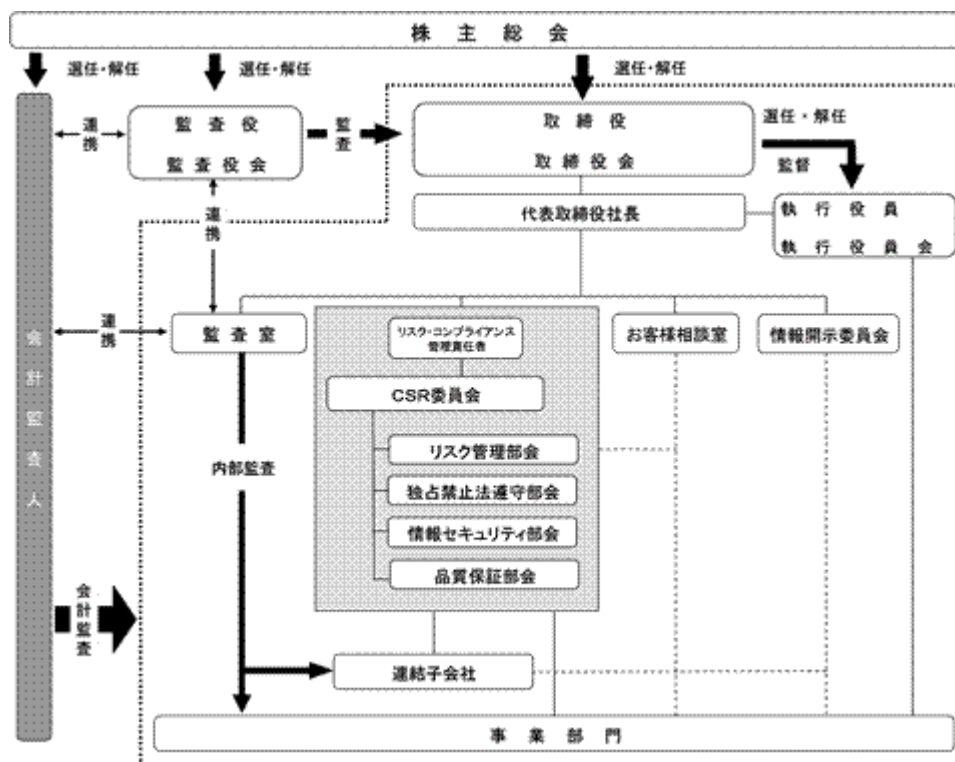 株主総会
選任・解任
選任・解任
選任・解任
連携
監査役
監査役会
監査
取締役
取締役会
選任・解任
監督
代表取締役社長
執行役員
執行役員会
連携
連携
監査室
リスク・コンプライアンス
管理責任者
お客様相談室
情報開示委員会
CSR委員会
会計監査人
内部監査
リスク管理部会
独占禁止法遵守部会
情報セキュリティ部会
品質保証部会
会計監査
連結子会社
事業部門